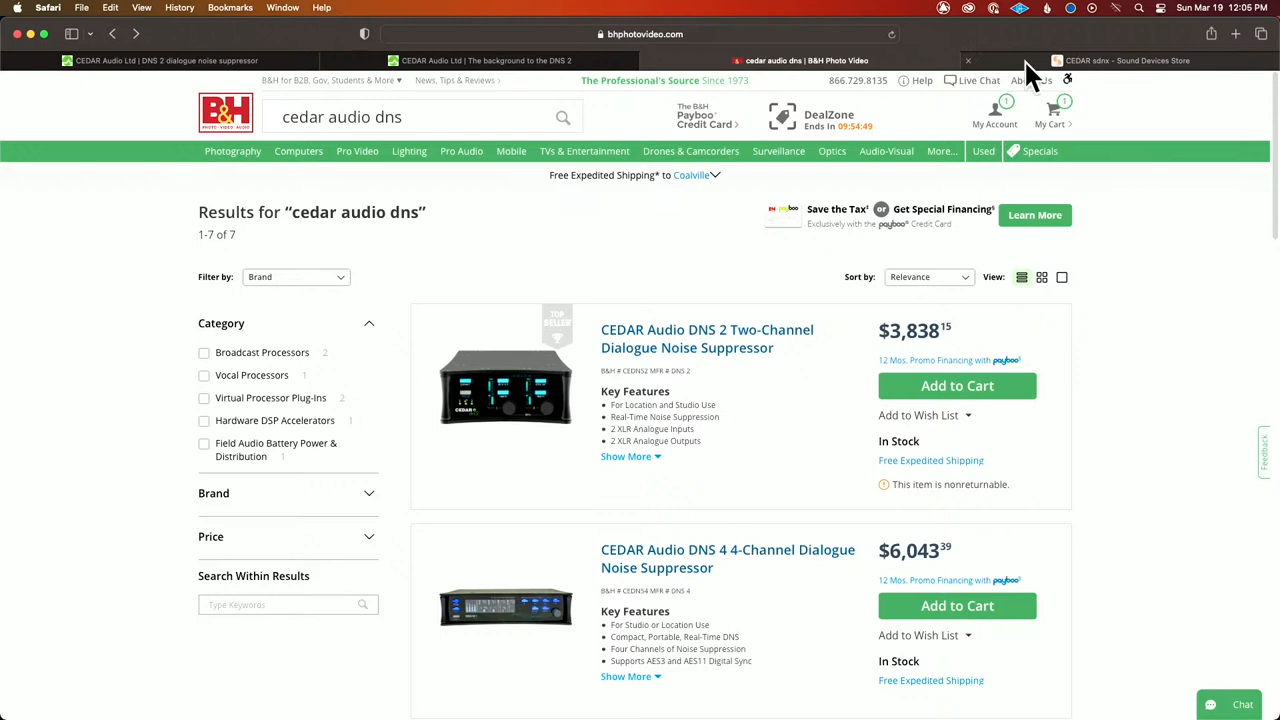 Safari File Edit View History Bookmarks Window Help
Sun Mar 19 12:05 PM
bhphotovideo.com
CEDAR Audio Ltd | DNS 2 dialogue noise suppressor
CEDAR Audio Ltd | The background to the DNS 2
cedar audio dns | B&H Photo Video
CEDAR sdnx - Sound Devices Store
B&H for B2B, Gov, Students & More
News, Tips & Reviews
The Professional's Source Since 1973
866.729.8135
Help
Live Chat
B&H
PHOTO VIDEO AUDIO
cedar audio dns
The B&H
Payboo
Credit Card
DealZone
Ends In 09:54:49
1
My Account
1
My Cart
Photography Computers Pro Video Lighting Pro Audio Mobile TVs & Entertainment Drones & Camcorders Surveillance Optics Audio-Visual More... Used Specials
Free Expedited Shipping* to Coalville
Results for “cedar audio dns”
1-7 of 7
Save the Tax‡ or Get Special Financing§
Exclusively with the payboo® Credit Card
Learn More
Filter by: Brand
Sort by: Relevance
View:
Category
Broadcast Processors 2
Vocal Processors 1
Virtual Processor Plug-Ins 2
Hardware DSP Accelerators 1
Field Audio Battery Power &
Distribution 1
Brand
Price
Search Within Results
Type Keywords
TOP
SELLER
CEDAR
CEDAR Audio DNS 2 Two-Channel
Dialogue Noise Suppressor
B&H # CEDNS2 MFR # DNS 2
Key Features
For Location and Studio Use
Real-Time Noise Suppression
2 XLR Analogue Inputs
2 XLR Analogue Outputs
Show More
$3,838.15
12 Mos. Promo Financing with payboo§
Add to Cart
Add to Wish List
In Stock
Free Expedited Shipping
This item is nonreturnable.
CEDAR Audio DNS 4 4-Channel Dialogue
Noise Suppressor
B&H # CEDNS4 MFR # DNS 4
Key Features
For Studio or Location Use
Compact, Portable, Real-Time DNS
Four Channels of Noise Suppression
Supports AES3 and AES11 Digital Sync
Show More
$6,043.39
12 Mos. Promo Financing with payboo§
Add to Cart
Add to Wish List
In Stock
Free Expedited Shipping
Feedback
Chat